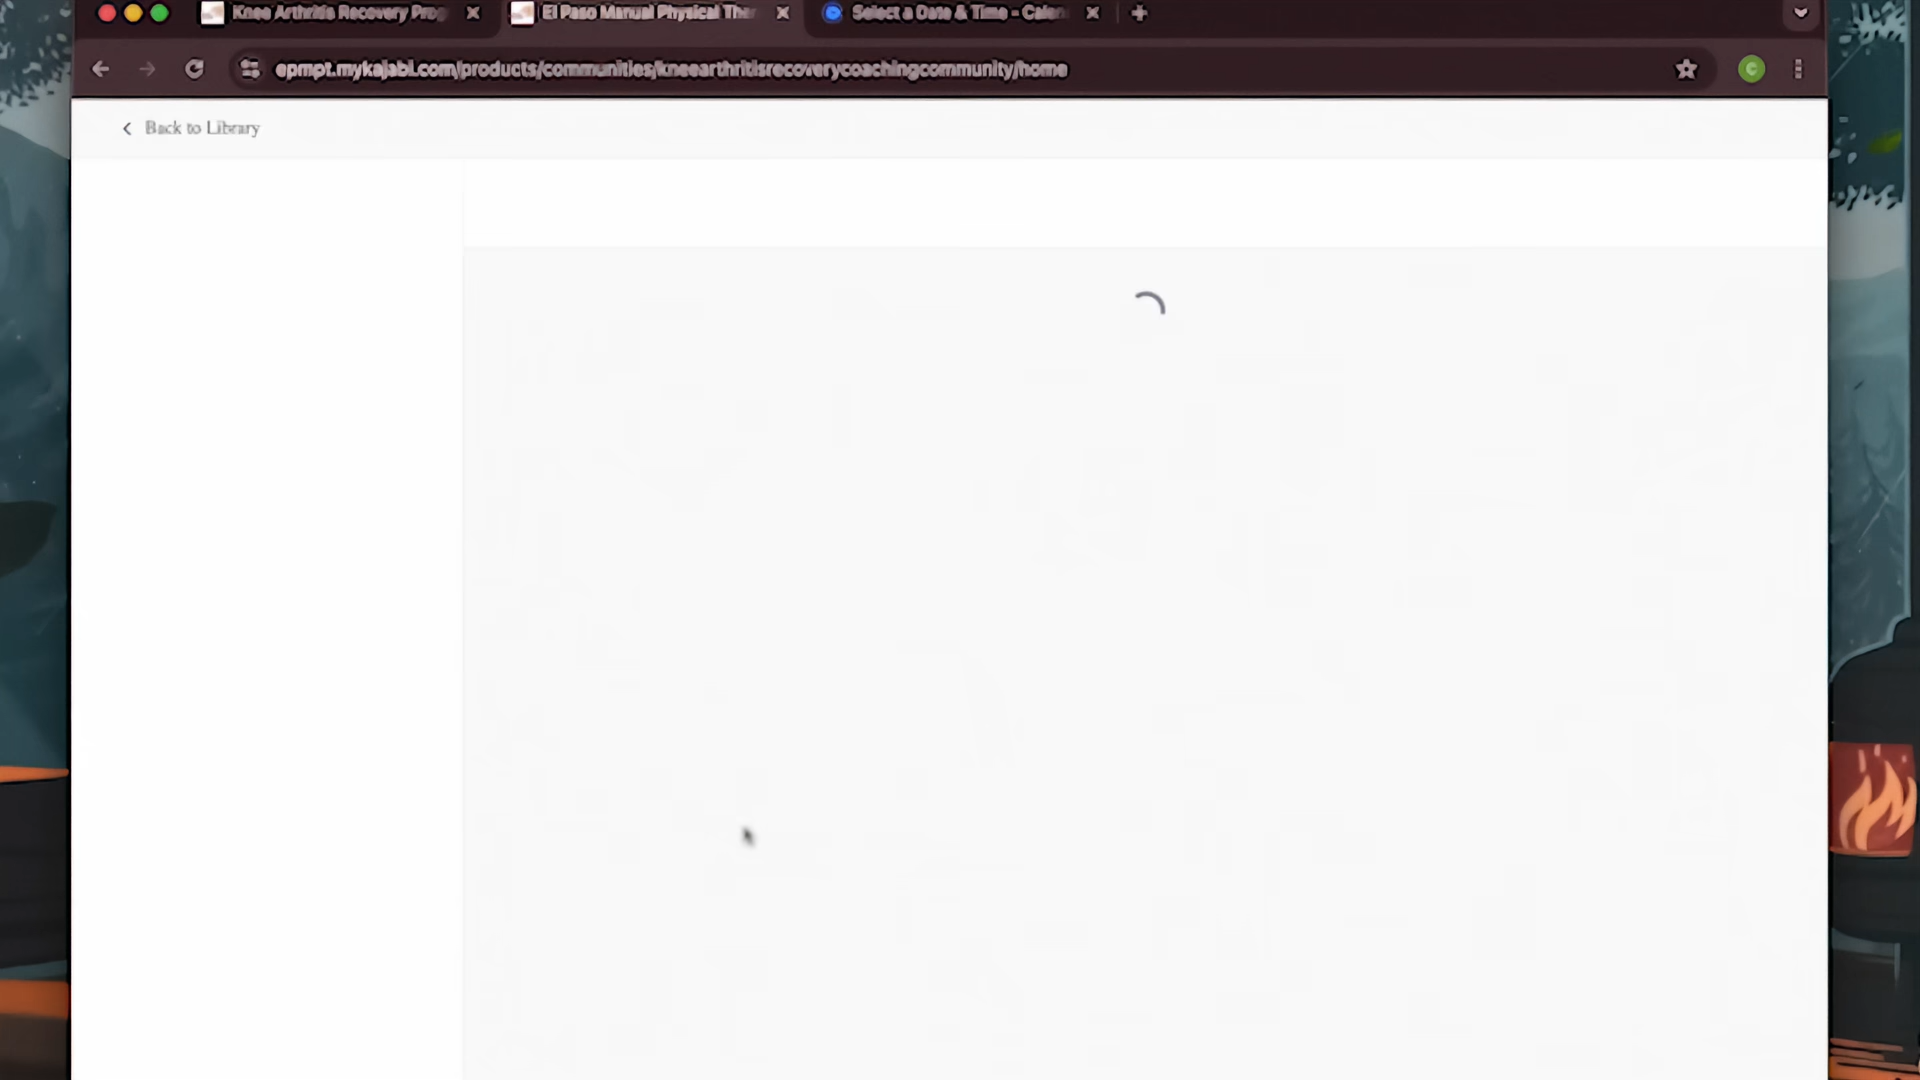 Knee Arthritis Recovery Prog
El Paso Manual Physical Ther
Select a Date & Time - Calen
epmpt.mykajabi.com/products/communities/kneearthritisrecoverycoachingcommunity/home
C
Back to Library